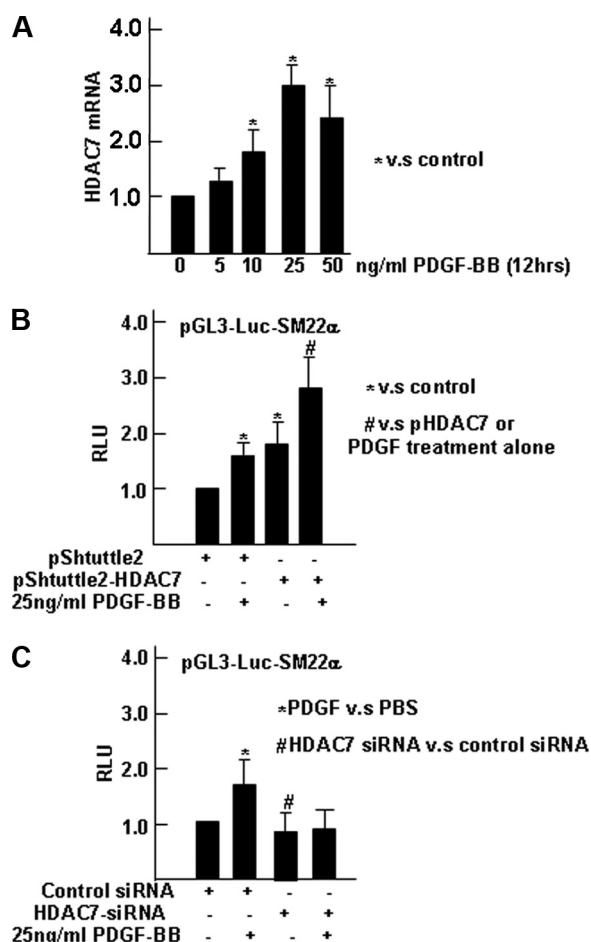 A
4.0
3.0
2.0
1.0
HDAC7 mRNA
* * *
* v.s control
0 5 10 25 50 ng/ml PDGF-BB (12hrs)
B
pGL3-Luc-SM22α
4.0
3.0
2.0
1.0
RLU
* * #
* v.s control
# v.s pHDAC7 or
PDGF treatment alone
pShtuttle2 + + - -
pShtuttle2-HDAC7 - - + +
25ng/ml PDGF-BB - + - +
C
pGL3-Luc-SM22α
4.0
3.0
2.0
1.0
RLU
* #
*PDGF v.s PBS
#HDAC7 siRNA v.s control siRNA
Control siRNA + + - -
HDAC7-siRNA - - + +
25ng/ml PDGF-BB - + - +